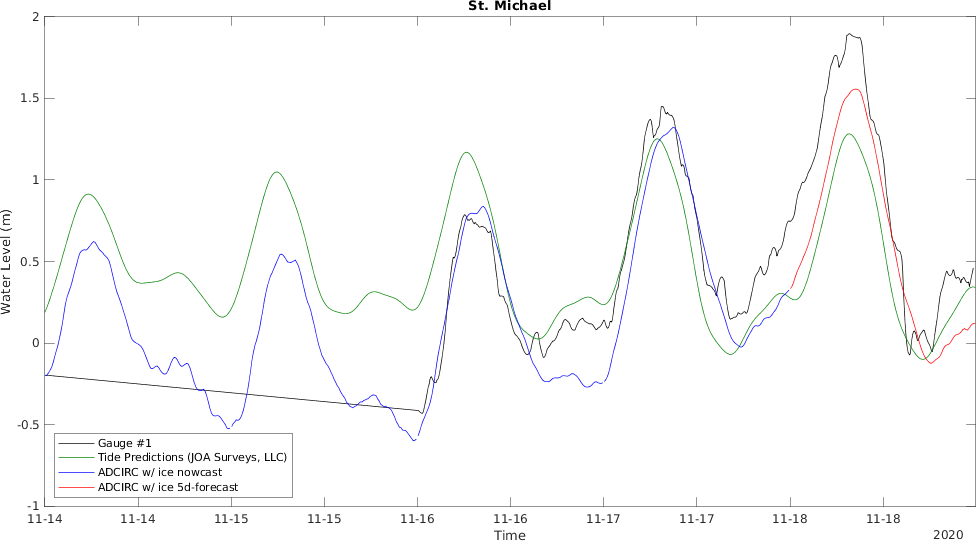 St. Michael
Water Level (m)
2
1.5
1
0.5
0
-0.5
-1
Gauge #1
Tide Predictions (JOA Surveys, LLC)
ADCIRC w/ ice nowcast
ADCIRC w/ ice 5d-forecast
11-14 11-14 11-15 11-15 11-16 11-16 11-17 11-17 11-18 11-18
Time
2020